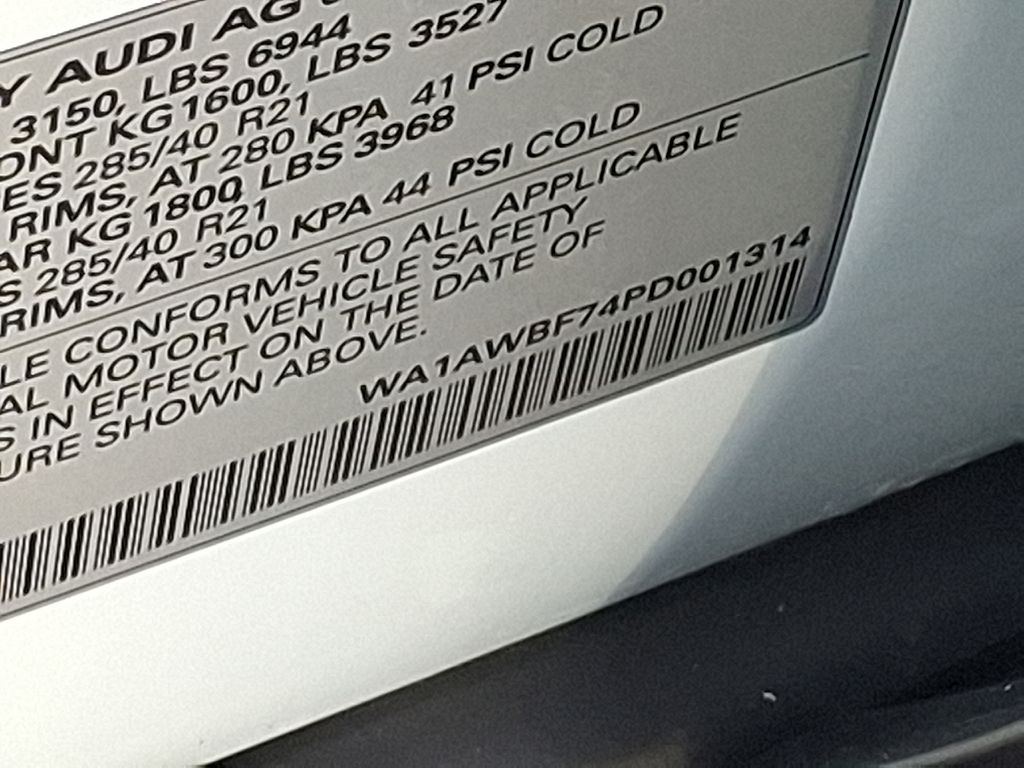 Y AUDI AG
3150, LBS 6944
ONT KG1600, LBS 3527
ES 285/40 R21
RIMS, AT 280 KPA 41 PSI COLD
AR KG 1800, LBS 3968
S 285/40 R21
RIMS, AT 300 KPA 44 PSI COLD
LE CONFORMS TO ALL APPLICABLE
AL MOTOR VEHICLE SAFETY
S IN EFFECT ON THE DATE OF
URE SHOWN ABOVE.
WA1AWBF74PD001314